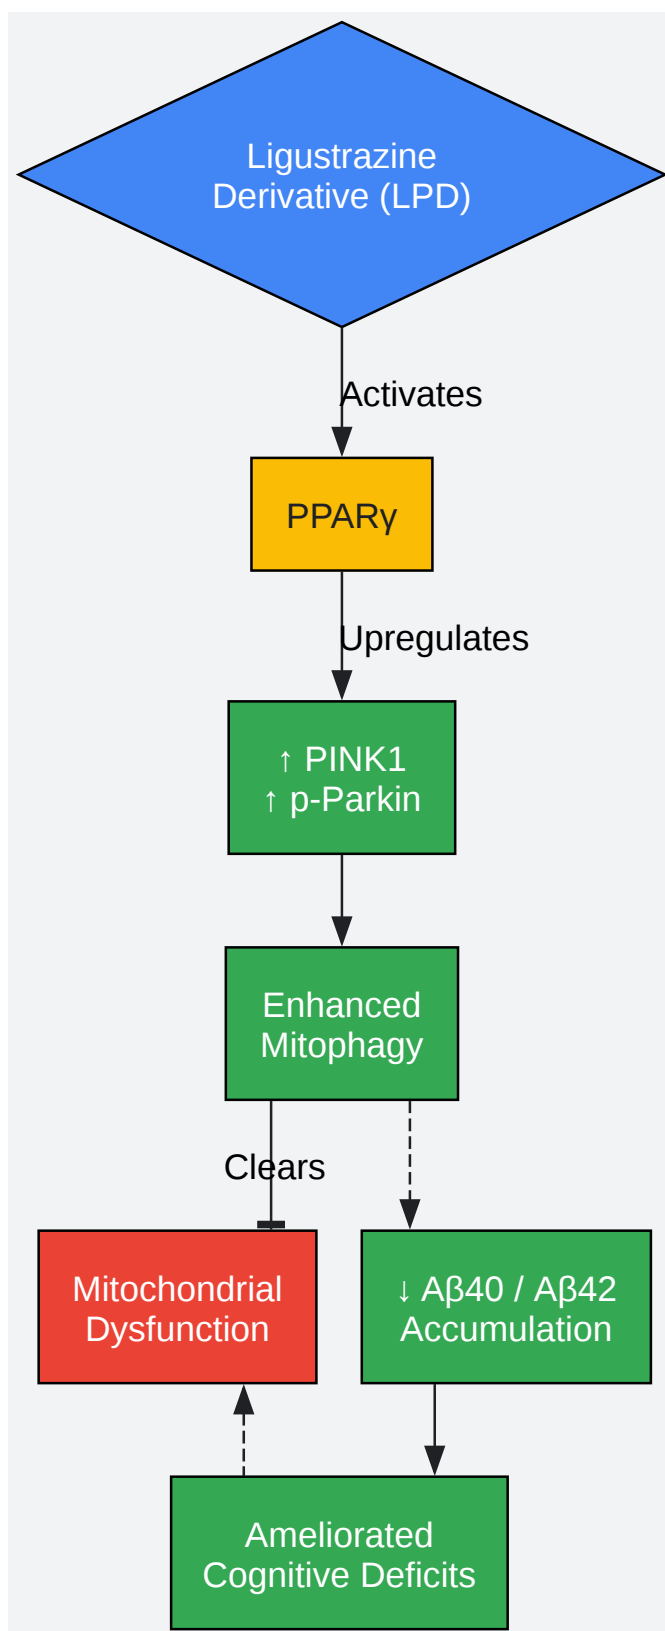 Ligustrazine
Derivative (LPD)
Activates
PPARγ
Upregulates
↑ PINK1
↑ p-Parkin
Enhanced
Mitophagy
Clears
Mitochondrial
Dysfunction
↓ Aβ40 / Aβ42
Accumulation
Ameliorated
Cognitive Deficits